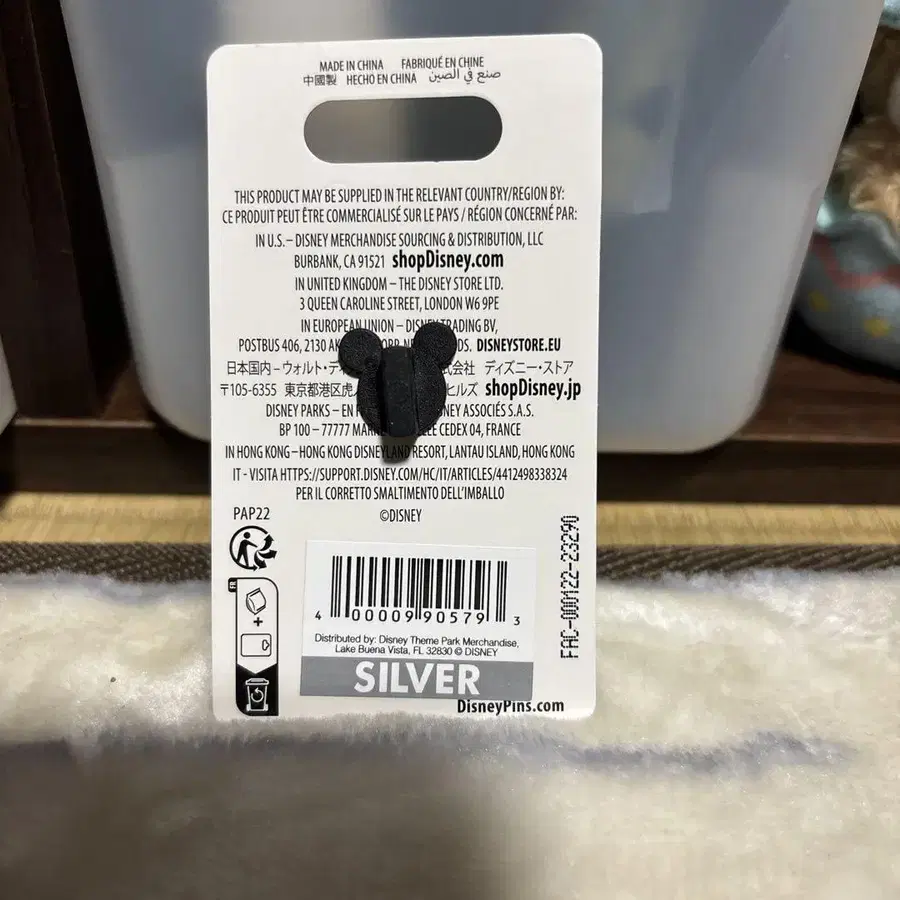 MADE IN CHINA FABRIQUÉ EN CHINE
中國製 HECHO EN CHINA صنع في الصين
THIS PRODUCT MAY BE SUPPLIED IN THE RELEVANT COUNTRY/REGION BY:
CE PRODUIT PEUT ÊTRE COMMERCIALISÉ SUR LE PAYS / RÉGION CONCERNÉ PAR:
IN U.S. – DISNEY MERCHANDISE SOURCING & DISTRIBUTION, LLC
BURBANK, CA 91521 shopDisney.com
IN UNITED KINGDOM – THE DISNEY STORE LTD.
3 QUEEN CAROLINE STREET, LONDON W6 9PE
IN EUROPEAN UNION – DISNEY TRADING BV,
POSTBUS 406, 2130 DISNEYSTORE.EU
日本国内 – ウォルト・ディ 式会社 ディズニー・ストア
〒105-6355 東京都港区虎 ヒルズ shopDisney.jp
DISNEY PARKS – EN ASSOCIÉS S.A.S.
BP 100 – 77777 CEDEX 04, FRANCE
IN HONG KONG – HONG KONG DISNEYLAND RESORT, LANTAU ISLAND, HONG KONG
IT - VISITA HTTPS://SUPPORT.DISNEY.COM/HC/IT/ARTICLES/4412498338324
PER IL CORRETTO SMALTIMENTO DELL'IMBALLO
©DISNEY
PAP22
FR
+
4 00009 90579 3
Distributed by: Disney Theme Park Merchandise,
Lake Buena Vista, FL 32830 © DISNEY
SILVER
DisneyPins.com
FAC-000122-23290